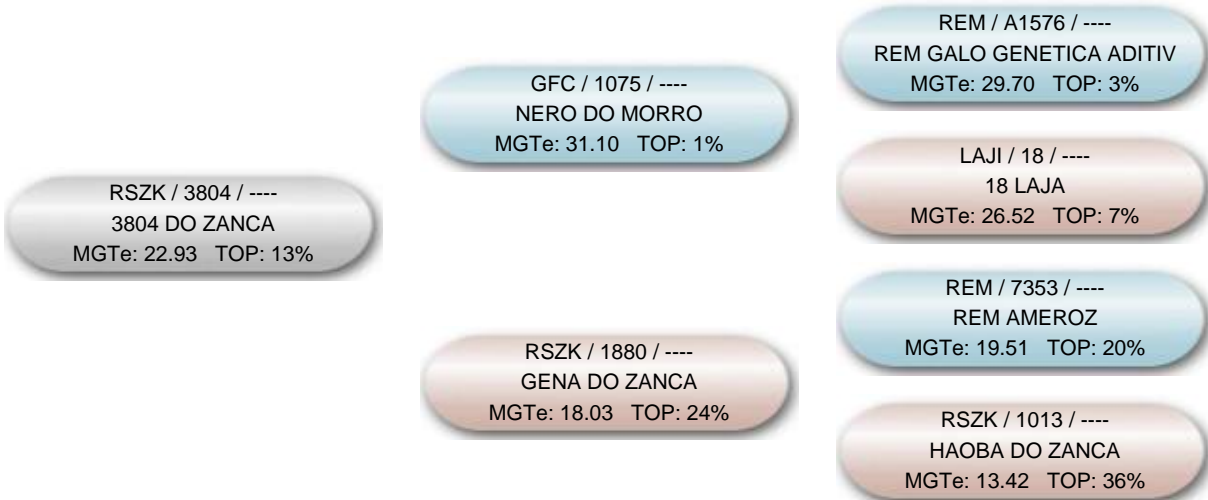 RSZK / 3804 / ----
3804 DO ZANCA
MGTe: 22.93 TOP: 13%
GFC / 1075 / ----
NERO DO MORRO
MGTe: 31.10 TOP: 1%
RSZK / 1880 / ----
GENA DO ZANCA
MGTe: 18.03 TOP: 24%
REM / A1576 / ----
REM GALO GENETICA ADITIV
MGTe: 29.70 TOP: 3%
LAJI / 18 / ----
18 LAJA
MGTe: 26.52 TOP: 7%
REM / 7353 / ----
REM AMEROZ
MGTe: 19.51 TOP: 20%
RSZK / 1013 / ----
HAOBA DO ZANCA
MGTe: 13.42 TOP: 36%